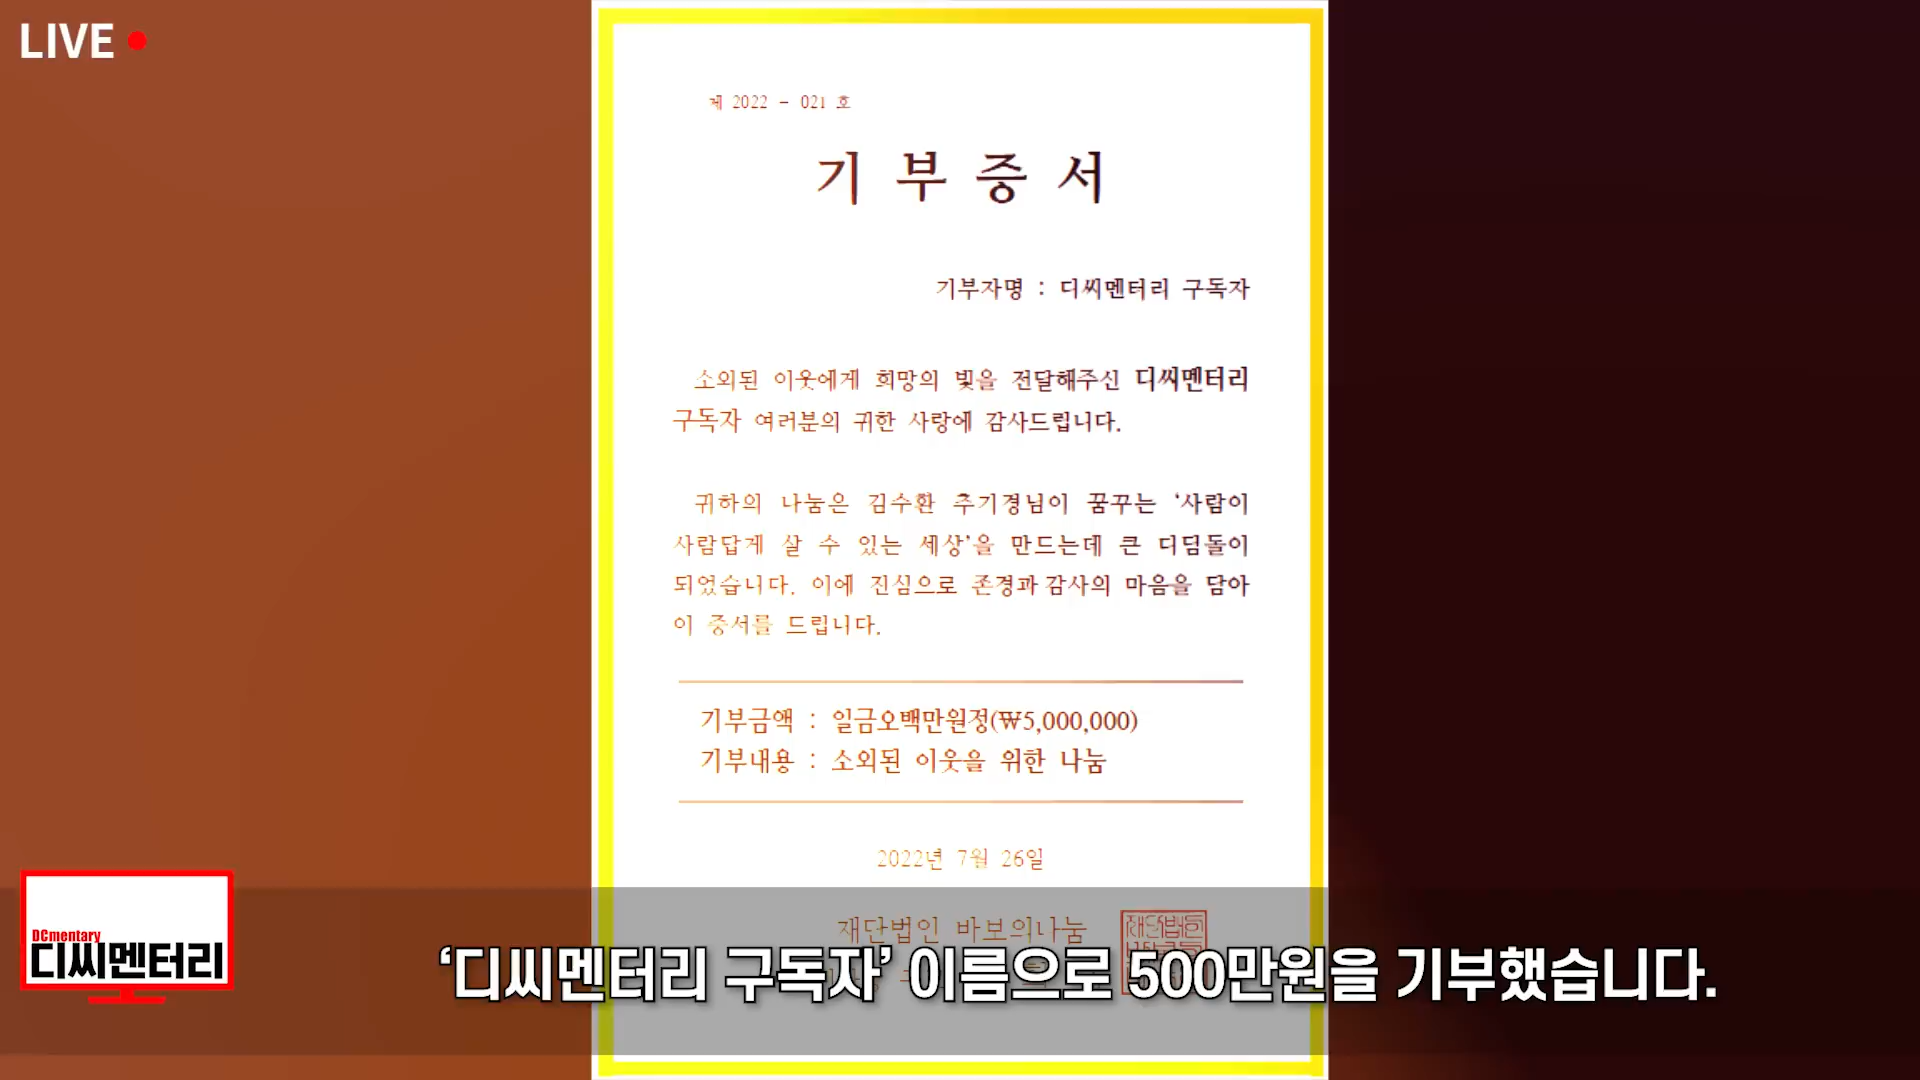 LIVE
제 2022 - 021 호
기 부 증 서
기부자명 : 디씨멘터리 구독자
소외된 이웃에게 희망의 빛을 전달해주신 디씨멘터리
구독자 여러분의 귀한 사랑에 감사드립니다.
귀하의 나눔은 김수환 추기경님이 꿈꾸는 ‘사람이
사람답게 살 수 있는 세상’을 만드는데 큰 디딤돌이
되었습니다. 이에 진심으로 존경과 감사의 마음을 담아
이 증서를 드립니다.
기부금액 : 일금오백만원정(₩5,000,000)
기부내용 : 소외된 이웃을 위한 나눔
2022년 7월 26일
재단법인 바보의나눔
DCmentary
디씨멘터리
‘디씨멘터리 구독자’ 이름으로 500만원을 기부했습니다.